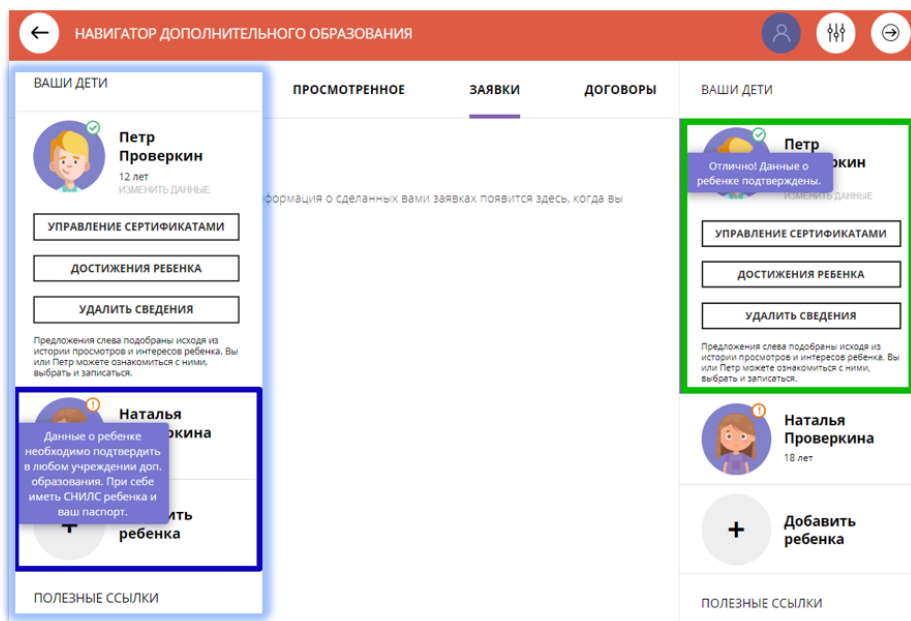 НАВИГАТОР ДОПОЛНИТЕЛЬНОГО ОБРАЗОВАНИЯ
ВАШИ ДЕТИ
Петр
Проверкин
12 лет
ИЗМЕНИТЬ ДАННЫЕ
УПРАВЛЕНИЕ СЕРТИФИКАТАМИ
ДОСТИЖЕНИЯ РЕБЕНКА
УДАЛИТЬ СВЕДЕНИЯ
Предложения слева подобраны исходя из
истории просмотров и интересов ребенка. Вы
или Петр можете ознакомиться с ними,
выбрать и записаться.
Наталья
ркина
Данные о ребенке
необходимо подтвердить
в любом учреждении доп.
образования. При себе
иметь СНИЛС ребенка и
ваш паспорт.
ить
ребенка
ПОЛЕЗНЫЕ ССЫЛКИ
ПРОСМОТРЕННОЕ ЗАЯВКИ ДОГОВОРЫ
формация о сделанных вами заявках появится здесь, когда вы
ВАШИ ДЕТИ
Петр
ркин
Отлично! Данные о
ребенке подтверждены.
ИЗМЕНИТЬ ДАННЫЕ
УПРАВЛЕНИЕ СЕРТИФИКАТАМИ
ДОСТИЖЕНИЯ РЕБЕНКА
УДАЛИТЬ СВЕДЕНИЯ
Предложения слева подобраны исходя из
истории просмотров и интересов ребенка. Вы
или Петр можете ознакомиться с ними,
выбрать и записаться.
Наталья
Проверкина
18 лет
+ Добавить
ребенка
ПОЛЕЗНЫЕ ССЫЛКИ